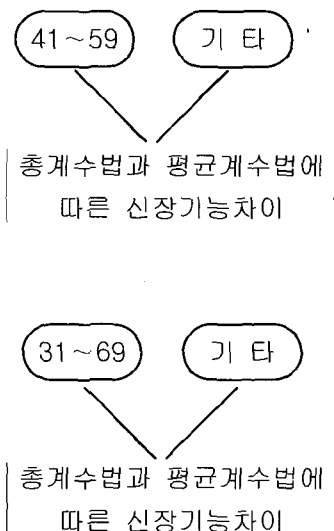 41~59 기 타
총계수법과 평균계수법에
따른 신장기능차이
31~69 기 타
총계수법과 평균계수법에
따른 신장기능차이